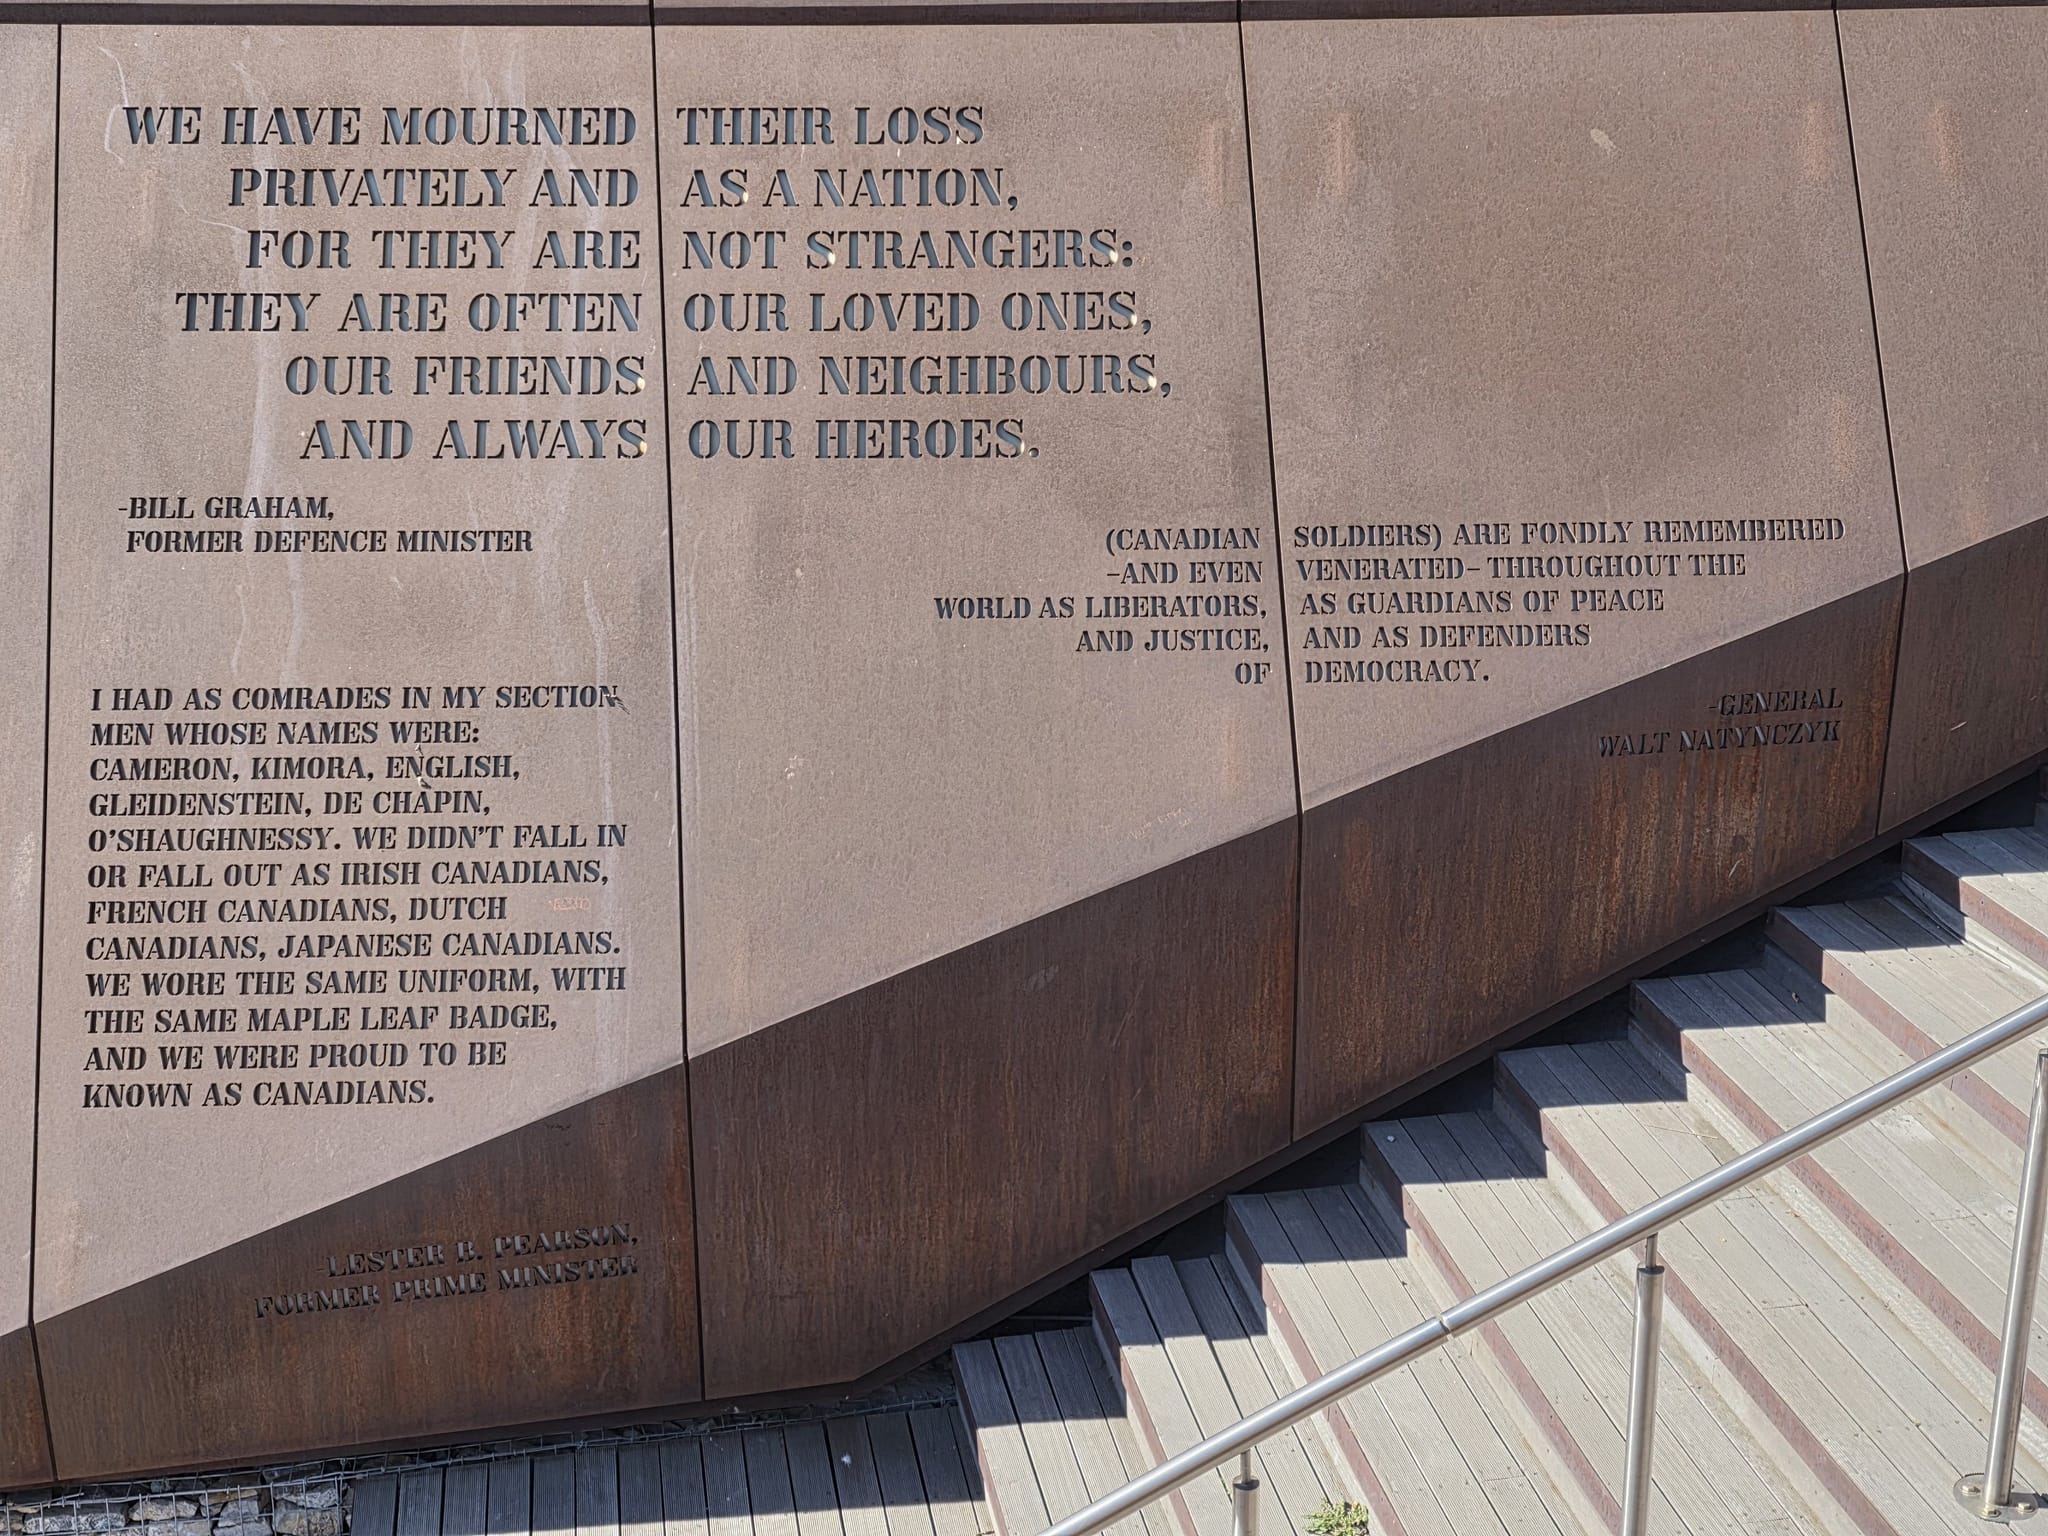 WE HAVE MOURNED THEIR LOSS
PRIVATELY AND AS A NATION,
FOR THEY ARE NOT STRANGERS:
THEY ARE OFTEN OUR LOVED ONES,
OUR FRIENDS AND NEIGHBOURS,
AND ALWAYS OUR HEROES.
-BILL GRAHAM,
FORMER DEFENCE MINISTER
(CANADIAN SOLDIERS) ARE FONDLY REMEMBERED
-AND EVEN VENERATED- THROUGHOUT THE
WORLD AS LIBERATORS, AS GUARDIANS OF PEACE
AND JUSTICE, AND AS DEFENDERS
OF DEMOCRACY.
-GENERAL
WALT NATYNCZYK
I HAD AS COMRADES IN MY SECTION
MEN WHOSE NAMES WERE:
CAMERON, KIMORA, ENGLISH,
GLEIDENSTEIN, DE CHAPIN,
O'SHAUGHNESSY. WE DIDN'T FALL IN
OR FALL OUT AS IRISH CANADIANS,
FRENCH CANADIANS, DUTCH
CANADIANS, JAPANESE CANADIANS.
WE WORE THE SAME UNIFORM, WITH
THE SAME MAPLE LEAF BADGE,
AND WE WERE PROUD TO BE
KNOWN AS CANADIANS.
-LESTER B. PEARSON,
FORMER PRIME MINISTER